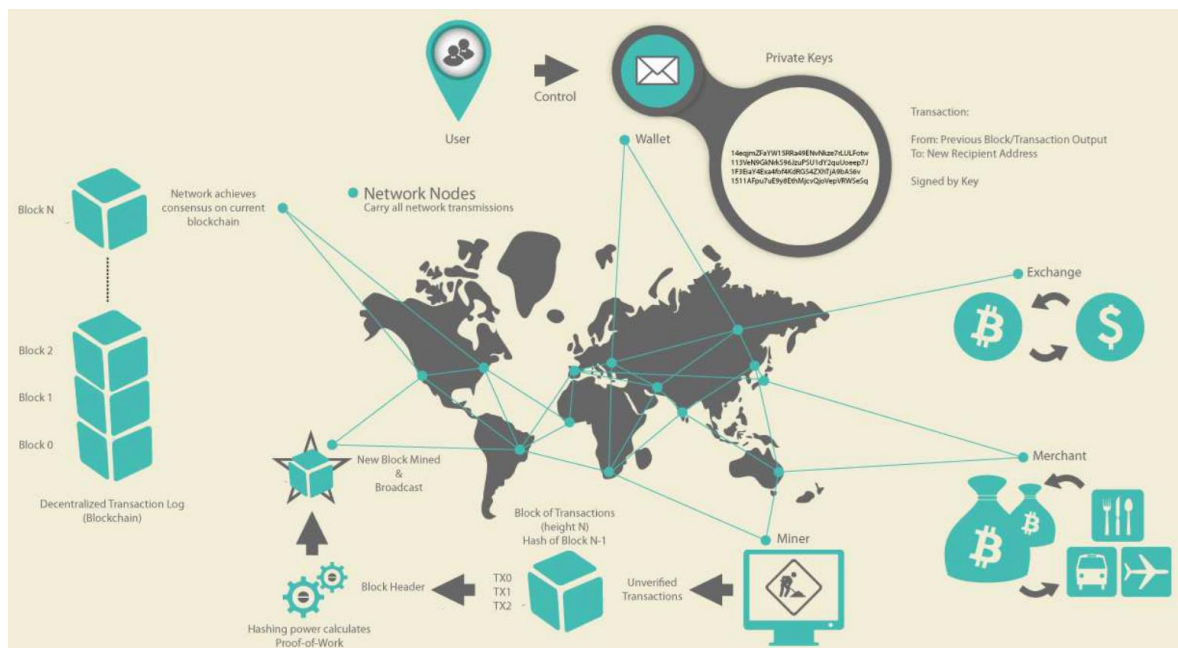 User
Control
Private Keys
14eqjmZFaYW15RRa49ENvNkze7rLULFotw
Wallet
Transaction:
From: Previous Block/Transaction Output
To: New Recipient Address
Signed by Key
Block N
Network achieves
consensus on current
blockchain
Network Nodes
Carry all network transmissions
Exchange
Block 2
Block 1
Block 0
Decentralized Transaction Log
(Blockchain)
New Block Mined
&
Broadcast
Merchant
Block of Transactions
(height N)
Hash of Block N-1
Miner
Hashing power calculates
Proof-of-Work
Block Header
TX0
TX1
TX2
Unverified
Transactions